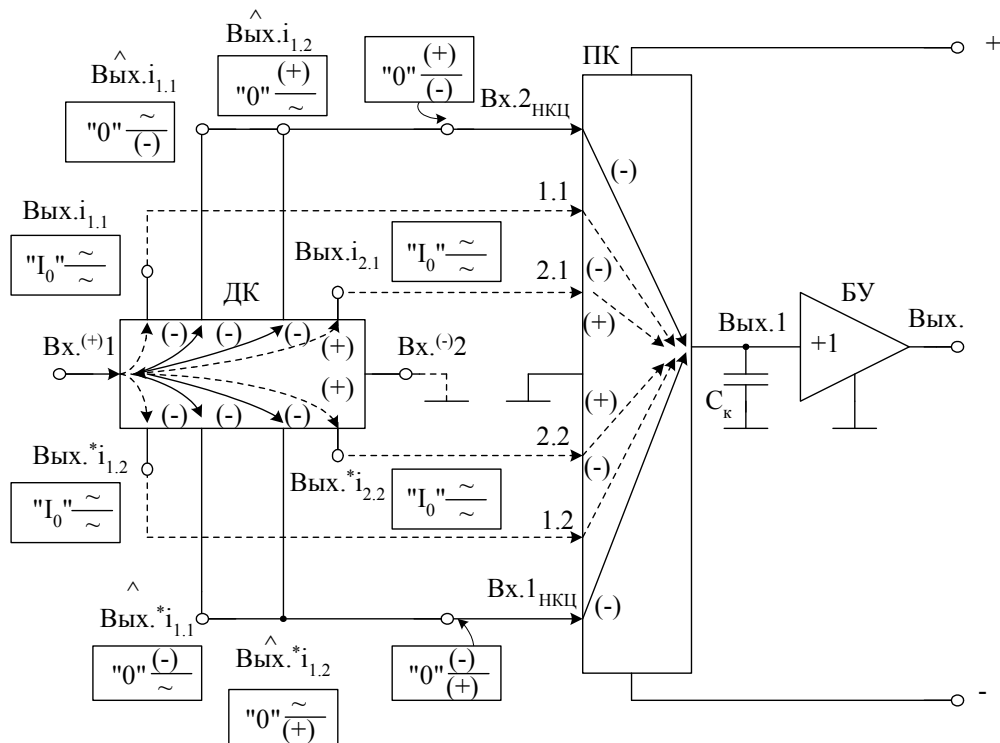 Вых.i₁.₂ ^
ПК
+
Вых.i₁.₁ ^
"0" (+)/~
"0" (+)/(-)
Вх.2НКЦ
"0" ~/(-)
(-)
Вых.i₁.₁
1.1
"I₀" ~/~
Вых.i₂.₁
"I₀" ~/~
2.1
(-)
ДК
БУ
Вх.⁽⁺⁾1
(-) (-) (-) (+)
Вх.⁽⁻⁾2
(+)
Вых.1
+1
Вых.
(-) (-) (-) (+)
(+)
Cк
Вых.*i₁.₂
Вых.*i₂.₂
2.2
(-)
"I₀" ~/~
"I₀" ~/~
1.2
Вых.*i₁.₁ ^
Вх.1НКЦ
(-)
"0" (-)/~
Вых.*i₁.₂ ^
"0" (-)/(+)
-
"0" ~/(+)